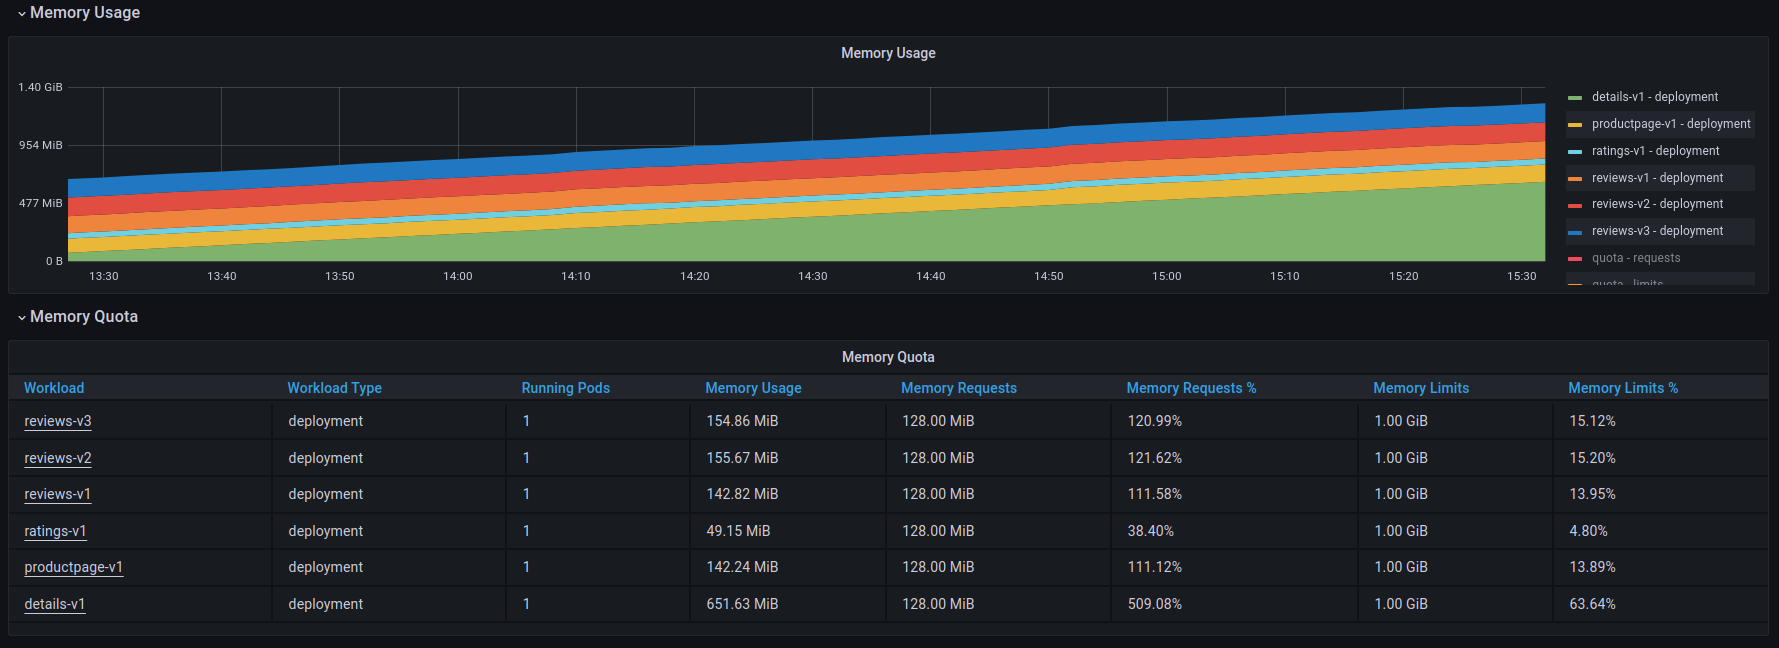 Memory Usage
Memory Usage
1.40 GiB
954 MiB
477 MiB
0 B
13:30 13:40 13:50 14:00 14:10 14:20 14:30 14:40 14:50 15:00 15:10 15:20 15:30
details-v1 - deployment
productpage-v1 - deployment
ratings-v1 - deployment
reviews-v1 - deployment
reviews-v2 - deployment
reviews-v3 - deployment
quota - requests
quota - limits
Memory Quota
Memory Quota
Workload Workload Type Running Pods Memory Usage Memory Requests Memory Requests % Memory Limits Memory Limits %
reviews-v3 deployment 1 154.86 MiB 128.00 MiB 120.99% 1.00 GiB 15.12%
reviews-v2 deployment 1 155.67 MiB 128.00 MiB 121.62% 1.00 GiB 15.20%
reviews-v1 deployment 1 142.82 MiB 128.00 MiB 111.58% 1.00 GiB 13.95%
ratings-v1 deployment 1 49.15 MiB 128.00 MiB 38.40% 1.00 GiB 4.80%
productpage-v1 deployment 1 142.24 MiB 128.00 MiB 111.12% 1.00 GiB 13.89%
details-v1 deployment 1 651.63 MiB 128.00 MiB 509.08% 1.00 GiB 63.64%